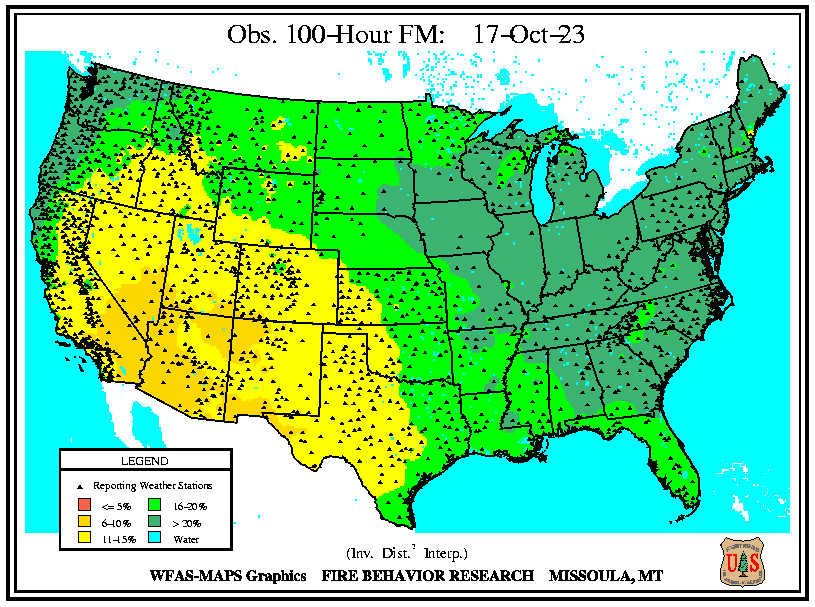 Obs. 100-Hour FM: 17-Oct-23
LEGEND
Reporting Weather Stations
<= 5%
16-20%
6-10%
> 20%
11-15%
Water
(Inv. Dist.² Interp.)
WFAS-MAPS Graphics FIRE BEHAVIOR RESEARCH MISSOULA, MT
U S